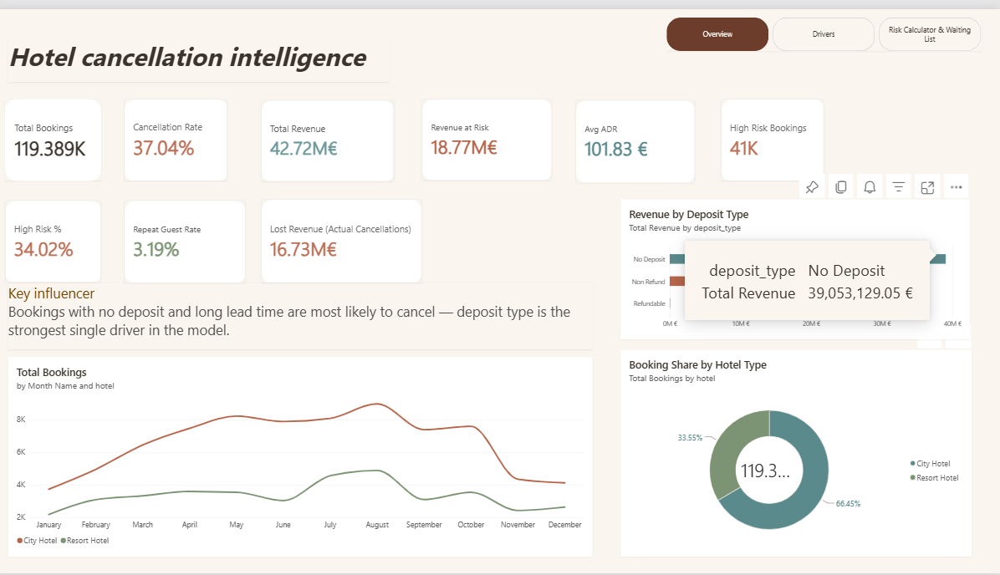 Overview
Drivers
Risk Calculator & Waiting
List
Hotel cancellation intelligence
Total Bookings
119.389K
Cancellation Rate
37.04%
Total Revenue
42.72M€
Revenue at Risk
18.77M€
Avg ADR
101.83 €
High Risk Bookings
41K
High Risk %
34.02%
Repeat Guest Rate
3.19%
Lost Revenue (Actual Cancellations)
16.73M€
Revenue by Deposit Type
Total Revenue by deposit_type
No Deposit
Non Refund
Refundable
0M €
10M €
20M €
30M €
40M €
deposit_type No Deposit
Total Revenue 39,053,129.05 €
Key influencer
Bookings with no deposit and long lead time are most likely to cancel — deposit type is the
strongest single driver in the model.
Total Bookings
by Month Name and hotel
8K
6K
4K
2K
January February March April May June July August September October November December
City Hotel Resort Hotel
Booking Share by Hotel Type
Total Bookings by hotel
33.55%
119.3...
66.45%
City Hotel
Resort Hotel